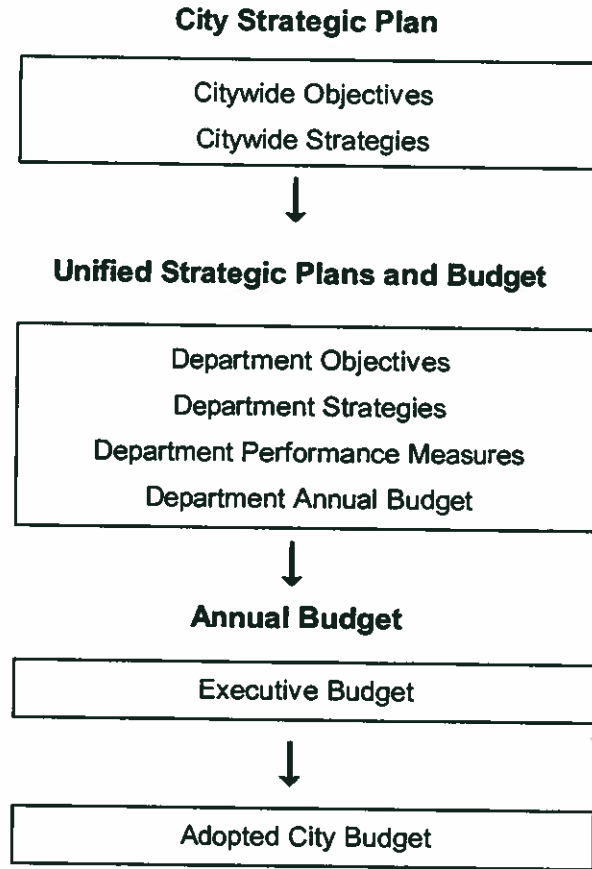 City Strategic Plan
Citywide Objectives
Citywide Strategies
Unified Strategic Plans and Budget
Department Objectives
Department Strategies
Department Performance Measures
Department Annual Budget
Annual Budget
Executive Budget
Adopted City Budget